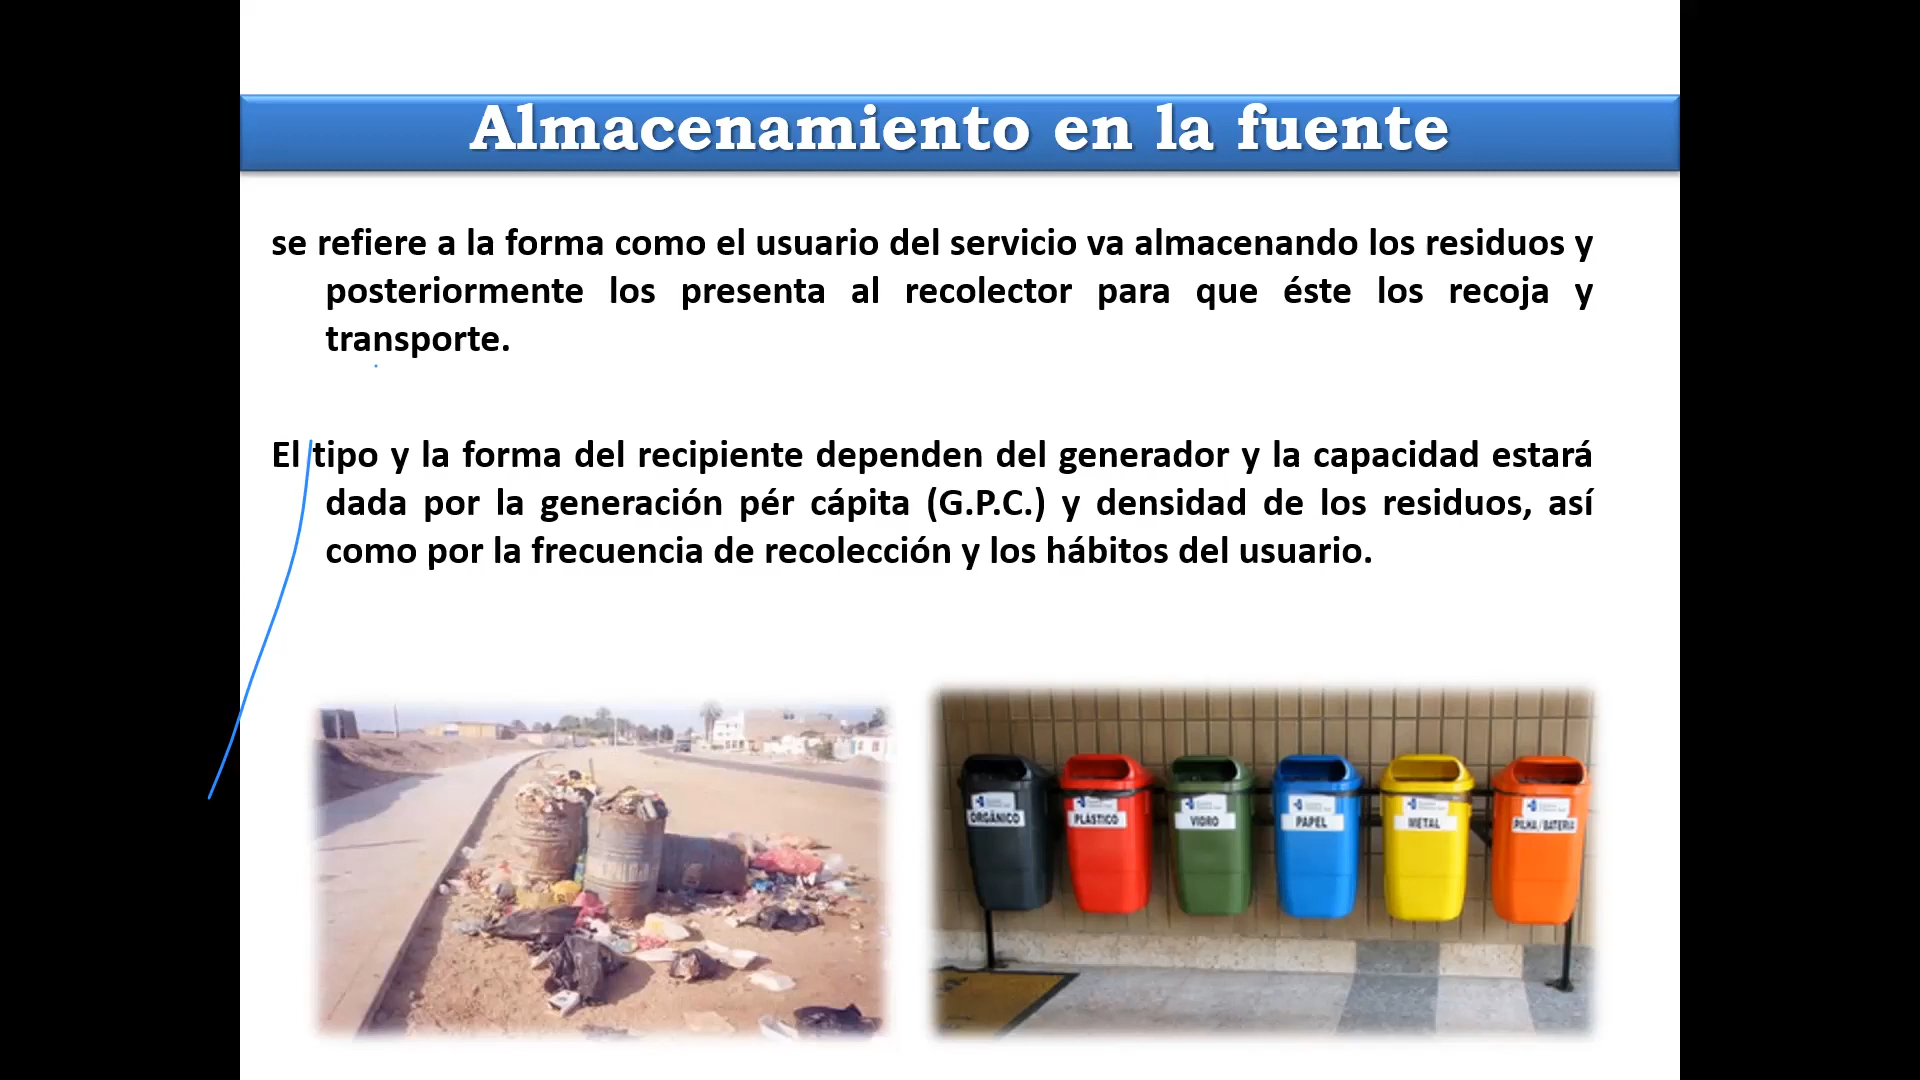 Almacenamiento en la fuente
se refiere a la forma como el usuario del servicio va almacenando los residuos y
posteriormente los presenta al recolector para que éste los recoja y
transporte.
El tipo y la forma del recipiente dependen del generador y la capacidad estará
dada por la generación pér cápita (G.P.C.) y densidad de los residuos, así
como por la frecuencia de recolección y los hábitos del usuario.
ORGÂNICO
PLÁSTICO
VIDRO
PAPEL
METAL
PILHA / BATERIA